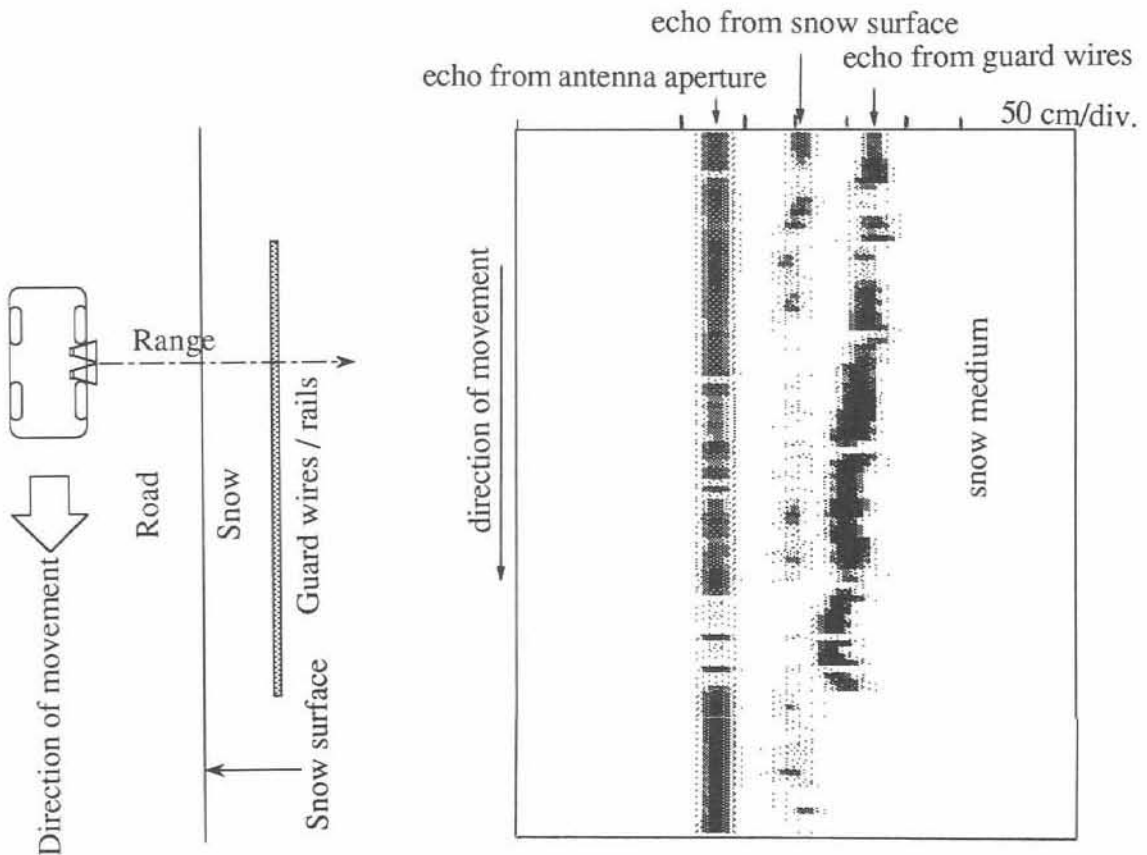 echo from snow surface
echo from antenna aperture
echo from guard wires
50 cm/div.
Range
Road
Snow
Guard wires / rails
Snow surface
Direction of movement
direction of movement
snow medium